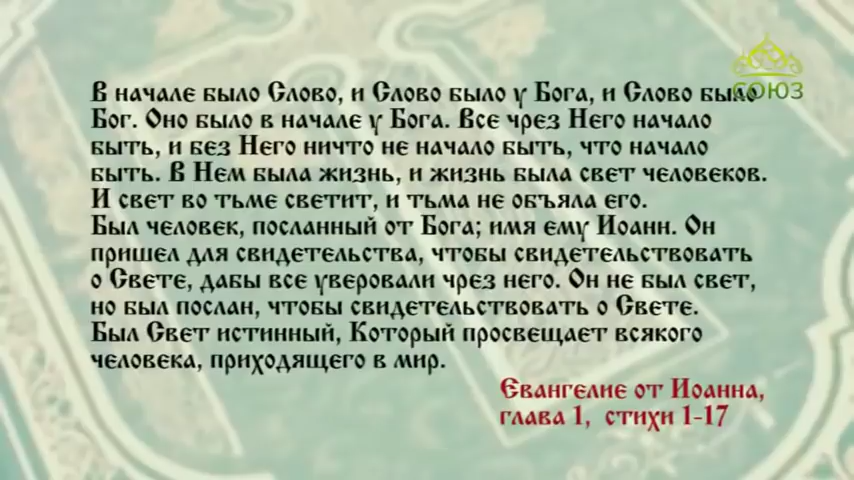 СОЮЗ
В начале было Слово, и Слово было у Бога, и Слово было
Бог. Оно было в начале у Бога. Все чрез Него начало
быть, и без Него ничто не начало быть, что начало
быть. В Нем была жизнь, и жизнь была свет человеков.
И свет во тьме светит, и тьма не объяла его.
Был человек, посланный от Бога; имя ему Иоанн. Он
пришел для свидетельства, чтобы свидетельствовать
о Свете, дабы все уверовали чрез него. Он не был свет,
но был послан, чтобы свидетельствовать о Свете.
Был Свет истинный, Который просвещает всякого
человека, приходящего в мир.
Евангелие от Иоанна,
глава 1, стихи 1-17